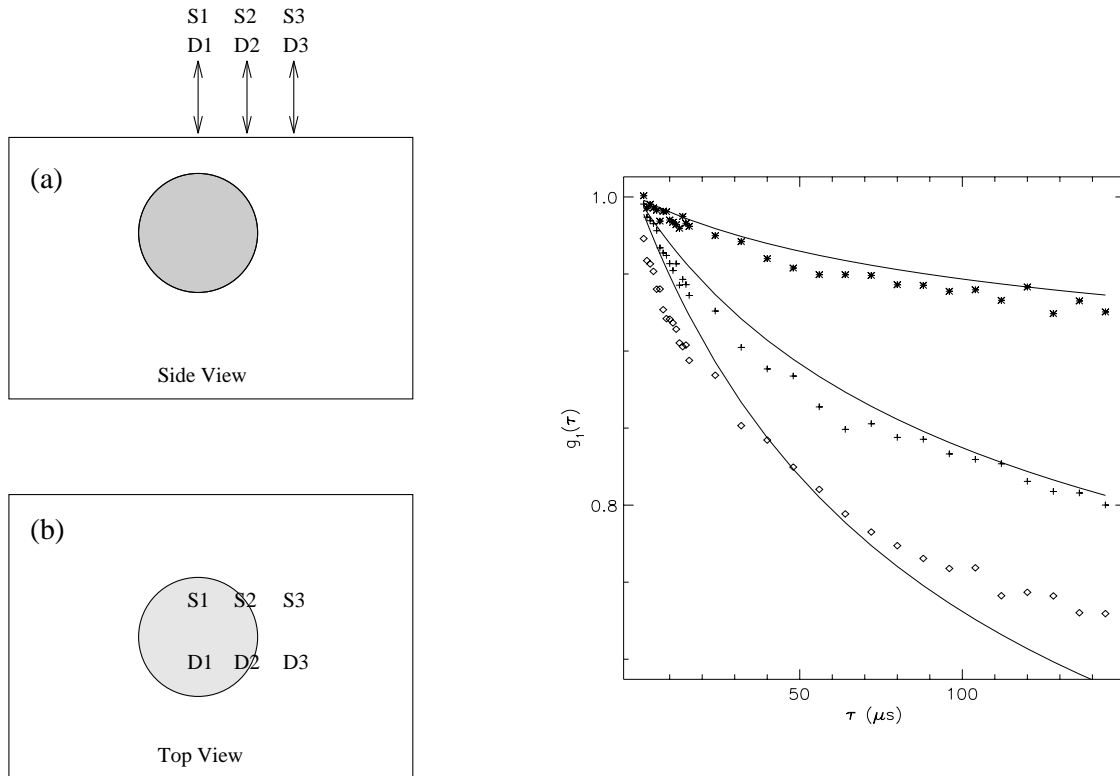 S1 S2 S3
D1 D2 D3
(a)
Side View
(b)
S1 S2 S3
D1 D2 D3
Top View
1.0
0.8
g₁(τ)
50
100
τ (μs)